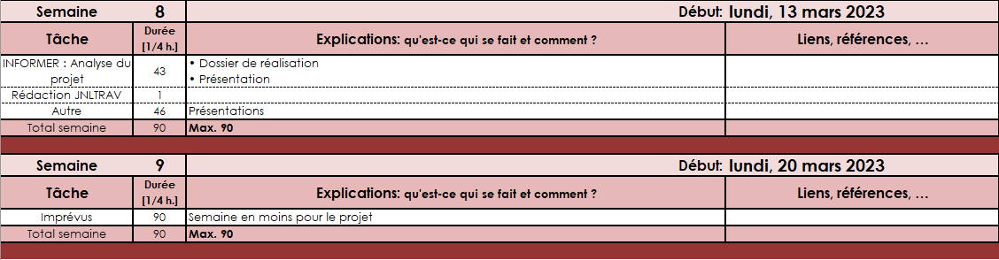 Semaine 8 Début: lundi, 13 mars 2023
Tâche Durée [1/4 h.] Explications: qu'est-ce qui se fait et comment ? Liens, références, …
INFORMER : Analyse du projet 43 • Dossier de réalisation
• Présentation
Rédaction JNLTRAV 1
Autre 46 Présentations
Total semaine 90 Max. 90
Semaine 9 Début: lundi, 20 mars 2023
Tâche Durée [1/4 h.] Explications: qu'est-ce qui se fait et comment ? Liens, références, …
Imprévus 90 Semaine en moins pour le projet
Total semaine 90 Max. 90